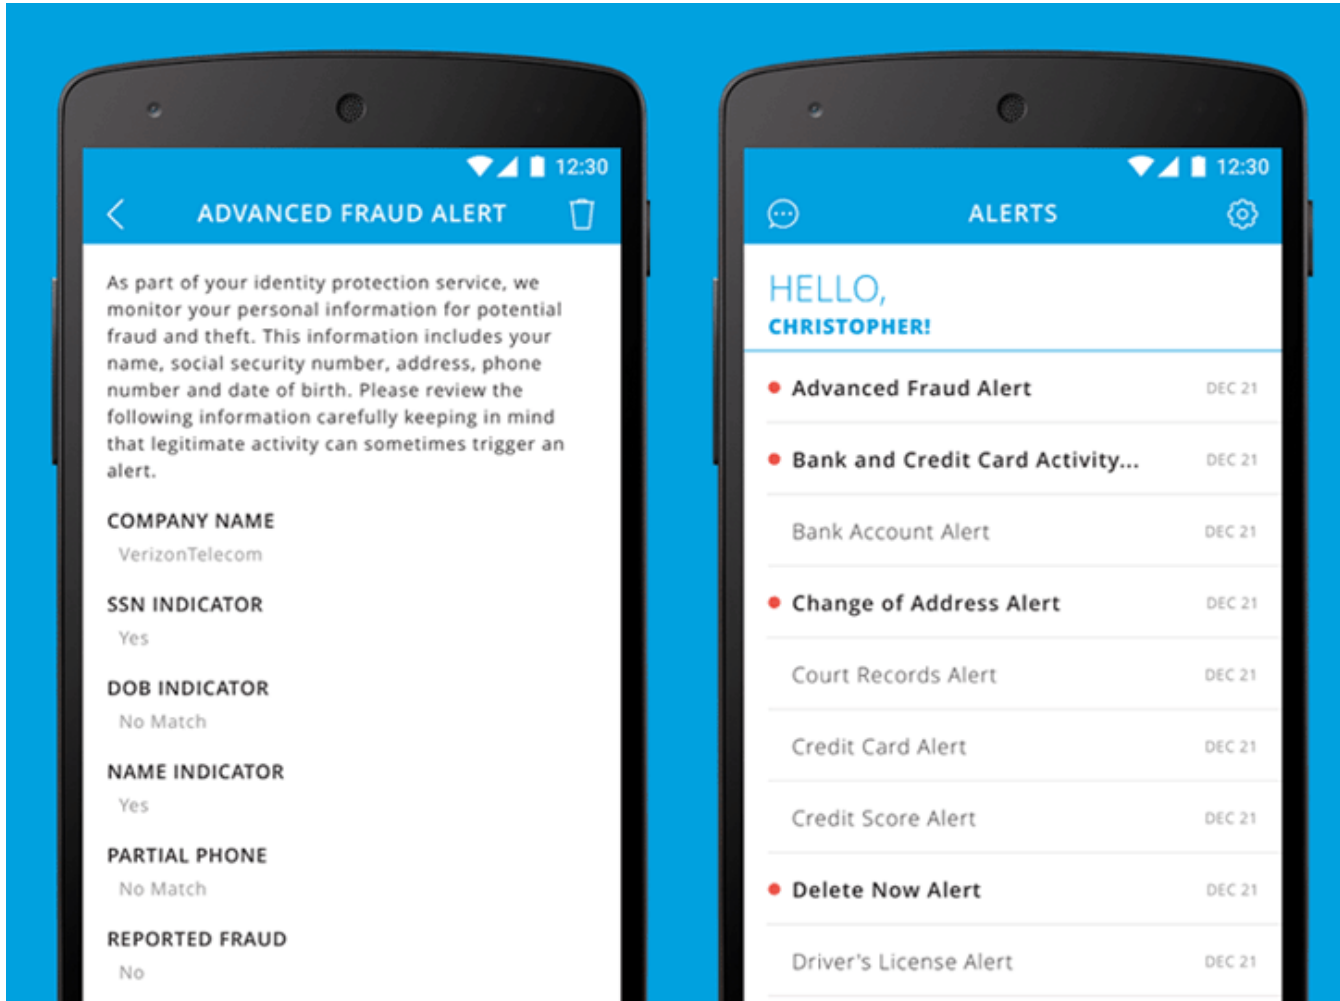 12:30
ADVANCED FRAUD ALERT
As part of your identity protection service, we
monitor your personal information for potential
fraud and theft. This information includes your
name, social security number, address, phone
number and date of birth. Please review the
following information carefully keeping in mind
that legitimate activity can sometimes trigger an
alert.
COMPANY NAME
VerizonTelecom
SSN INDICATOR
Yes
DOB INDICATOR
No Match
NAME INDICATOR
Yes
PARTIAL PHONE
No Match
REPORTED FRAUD
No
12:30
ALERTS
HELLO,
CHRISTOPHER!
Advanced Fraud Alert DEC 21
Bank and Credit Card Activity... DEC 21
Bank Account Alert DEC 21
Change of Address Alert DEC 21
Court Records Alert DEC 21
Credit Card Alert DEC 21
Credit Score Alert DEC 21
Delete Now Alert DEC 21
Driver's License Alert DEC 21